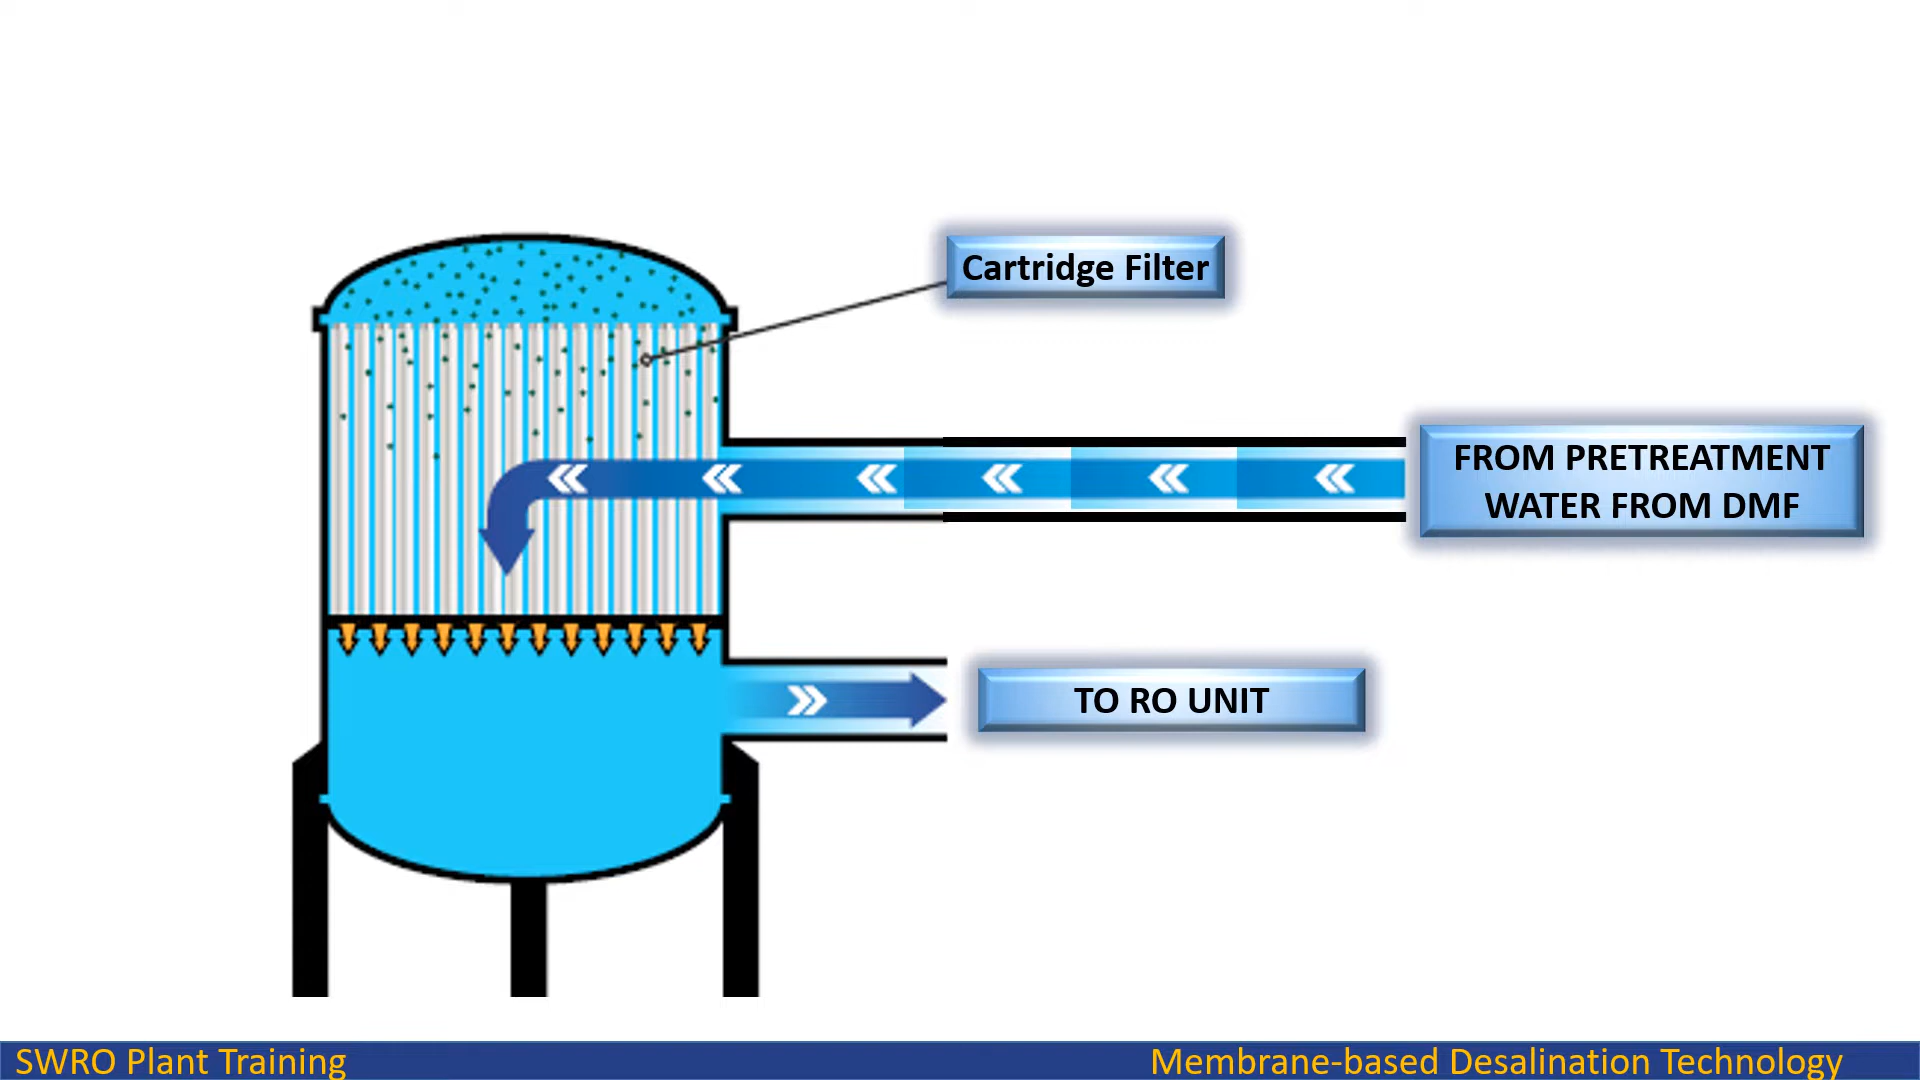 Cartridge Filter
FROM PRETREATMENT
WATER FROM DMF
TO RO UNIT
SWRO Plant Training
Membrane-based Desalination Technology